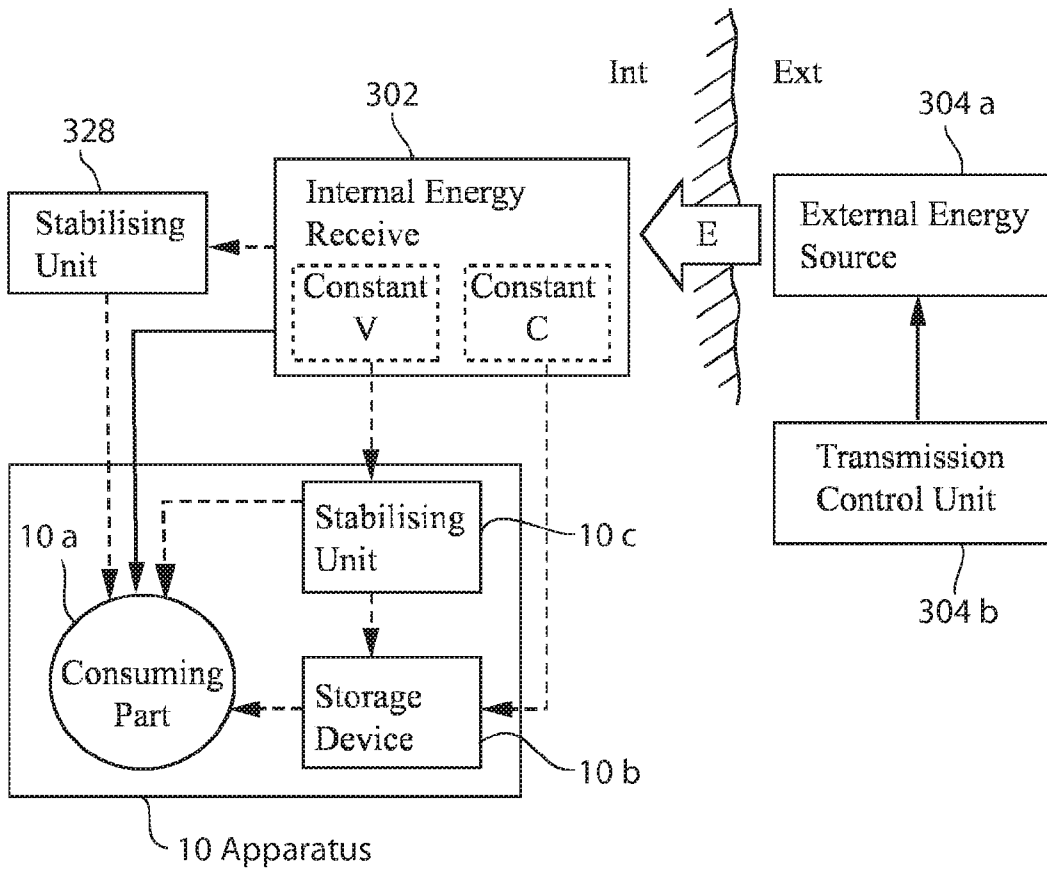 Int
Ext
302
304 a
328
Internal Energy
Receive
External Energy
Source
Stabilising
Unit
E
Constant
V
Constant
C
Transmission
Control Unit
10 a
Stabilising
Unit
10 c
304 b
Consuming
Part
Storage
Device
10 b
10 Apparatus